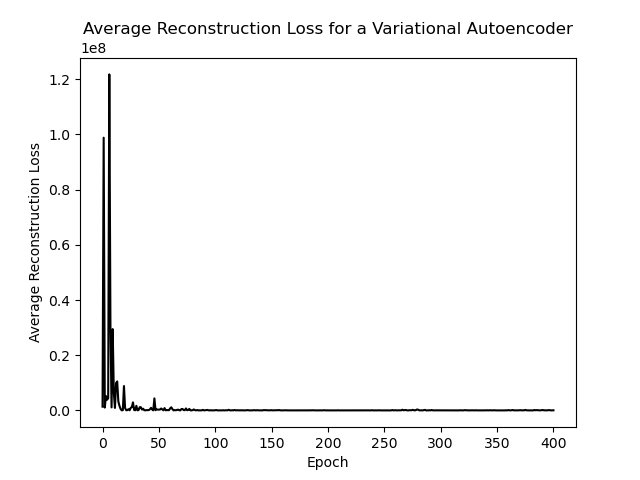 Average Reconstruction Loss for a Variational Autoencoder
1e8
1.2
1.0
0.8
0.6
0.4
0.2
0.0
Average Reconstruction Loss
0 50 100 150 200 250 300 350 400
Epoch